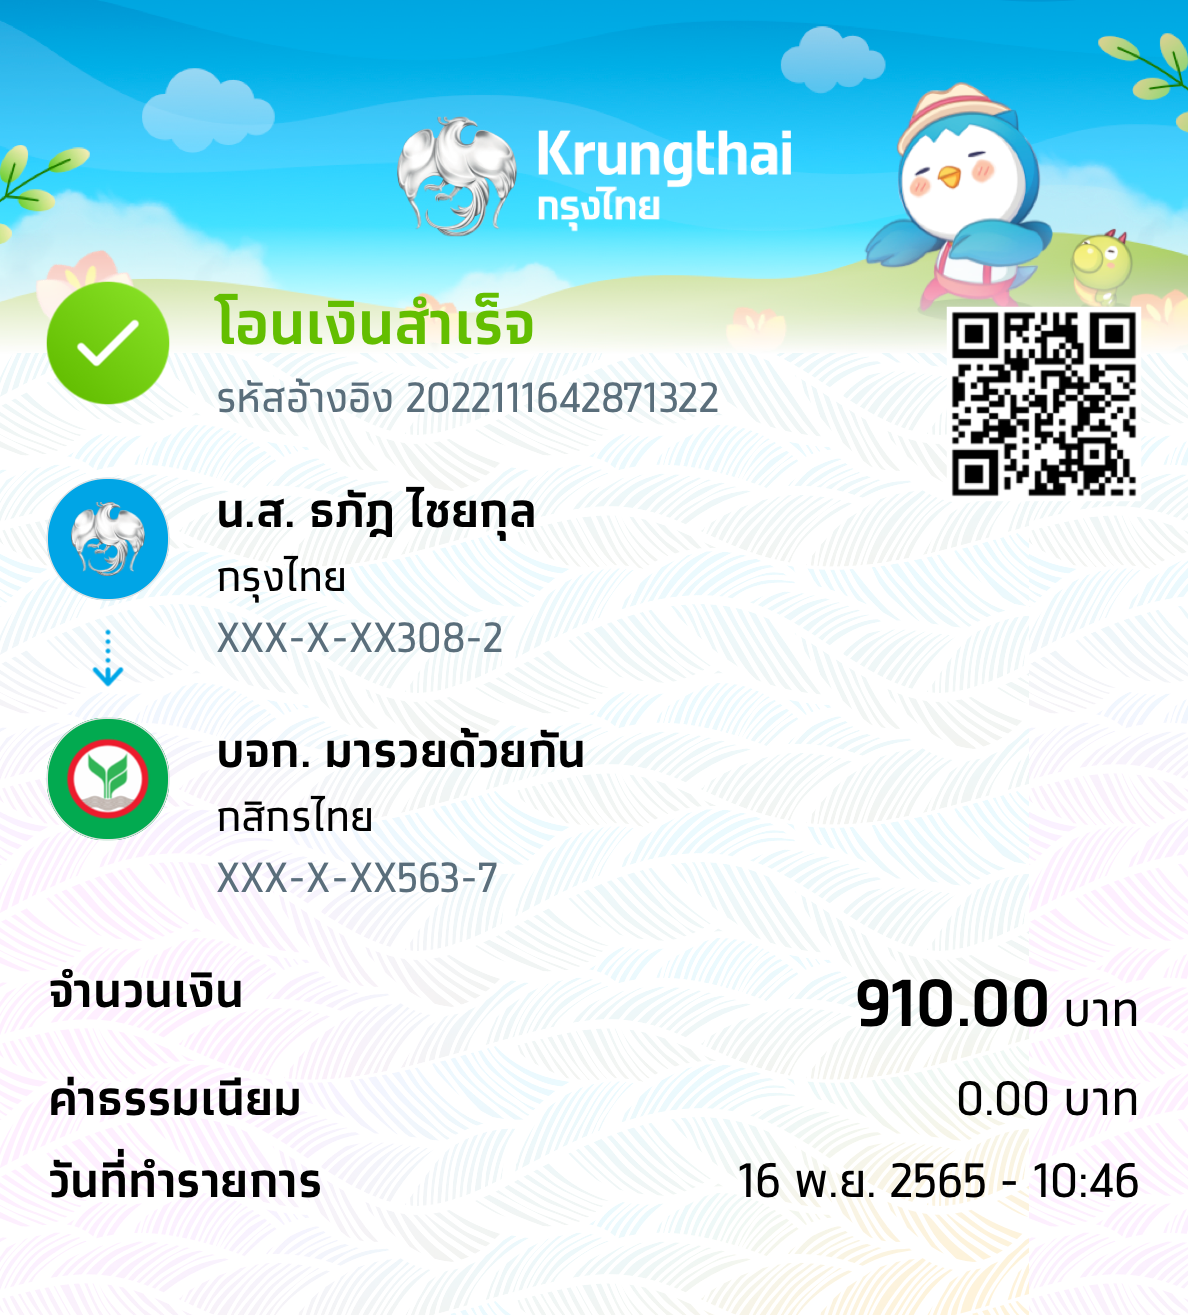 Krungthai
กรุงไทย
โอนเงินสำเร็จ
รหัสอ้างอิง 2022111642871322
น.ส. ธภัฎ ไชยกุล
กรุงไทย
XXX-X-XX308-2
บจก. มารวยด้วยกัน
กสิกรไทย
XXX-X-XX563-7
จำนวนเงิน 910.00 บาท
ค่าธรรมเนียม 0.00 บาท
วันที่ทำรายการ 16 พ.ย. 2565 - 10:46